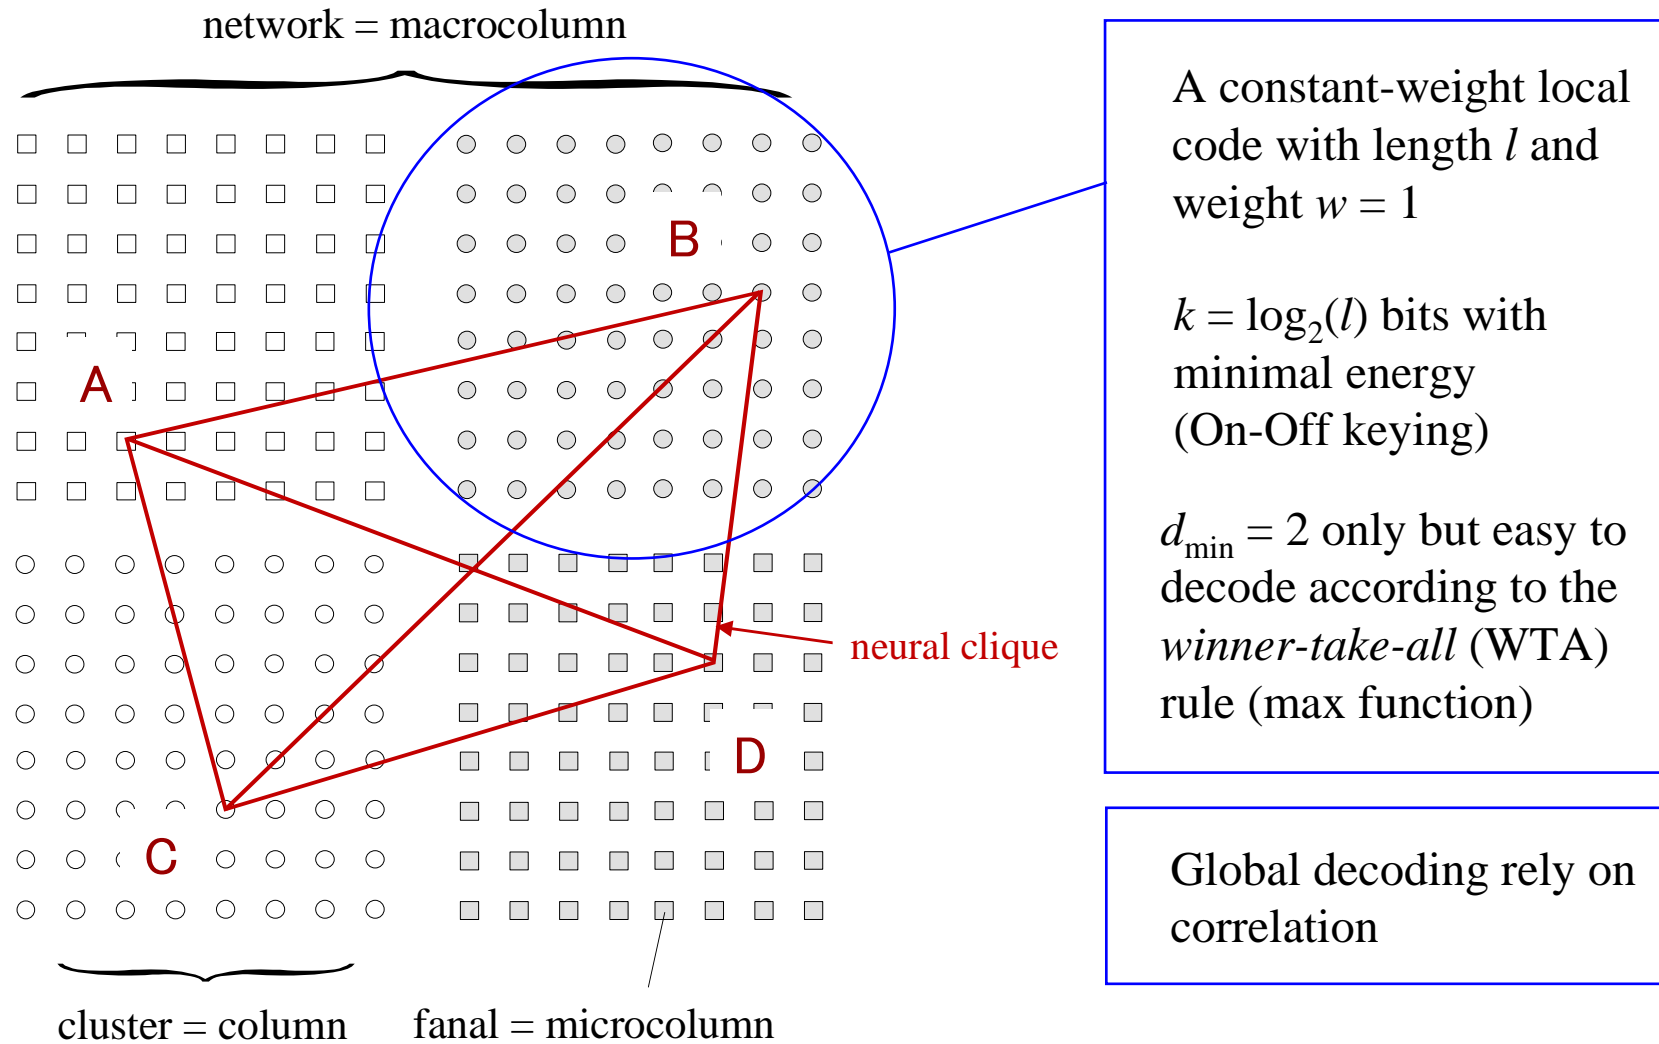 network = macrocolumn
A
B
C
D
neural clique
cluster = column
fanal = microcolumn
A constant-weight local
code with length l and
weight w = 1
k = log₂(l) bits with
minimal energy
(On-Off keying)
dmin = 2 only but easy to
decode according to the
winner-take-all (WTA)
rule (max function)
Global decoding rely on
correlation